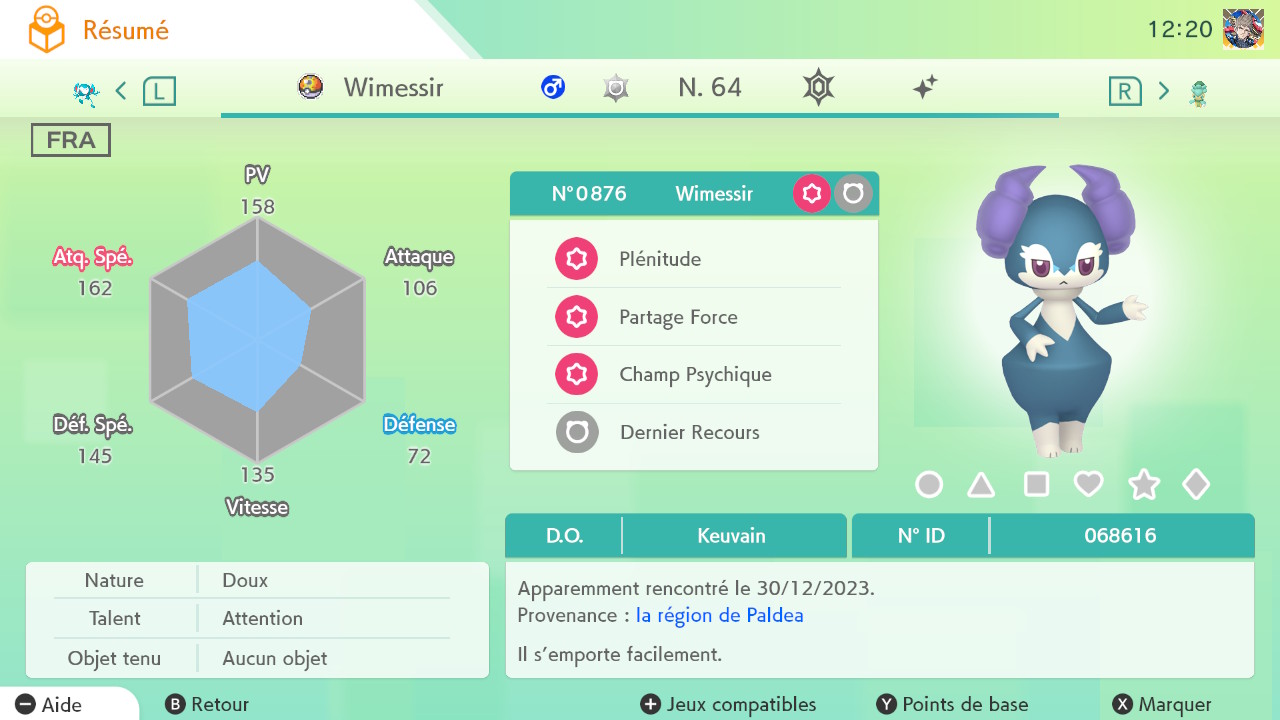 Résumé
12:20
L
Wimessir
N. 64
R
FRA
PV
158
Atq. Spé.
162
Attaque
106
Déf. Spé.
145
Défense
72
135
Vitesse
N°0876 Wimessir
Plénitude
Partage Force
Champ Psychique
Dernier Recours
D.O. Keuvain N° ID 068616
Nature Doux
Talent Attention
Objet tenu Aucun objet
Apparemment rencontré le 30/12/2023.
Provenance : la région de Paldea
Il s'emporte facilement.
Aide
B Retour
Jeux compatibles
Y Points de base
X Marquer